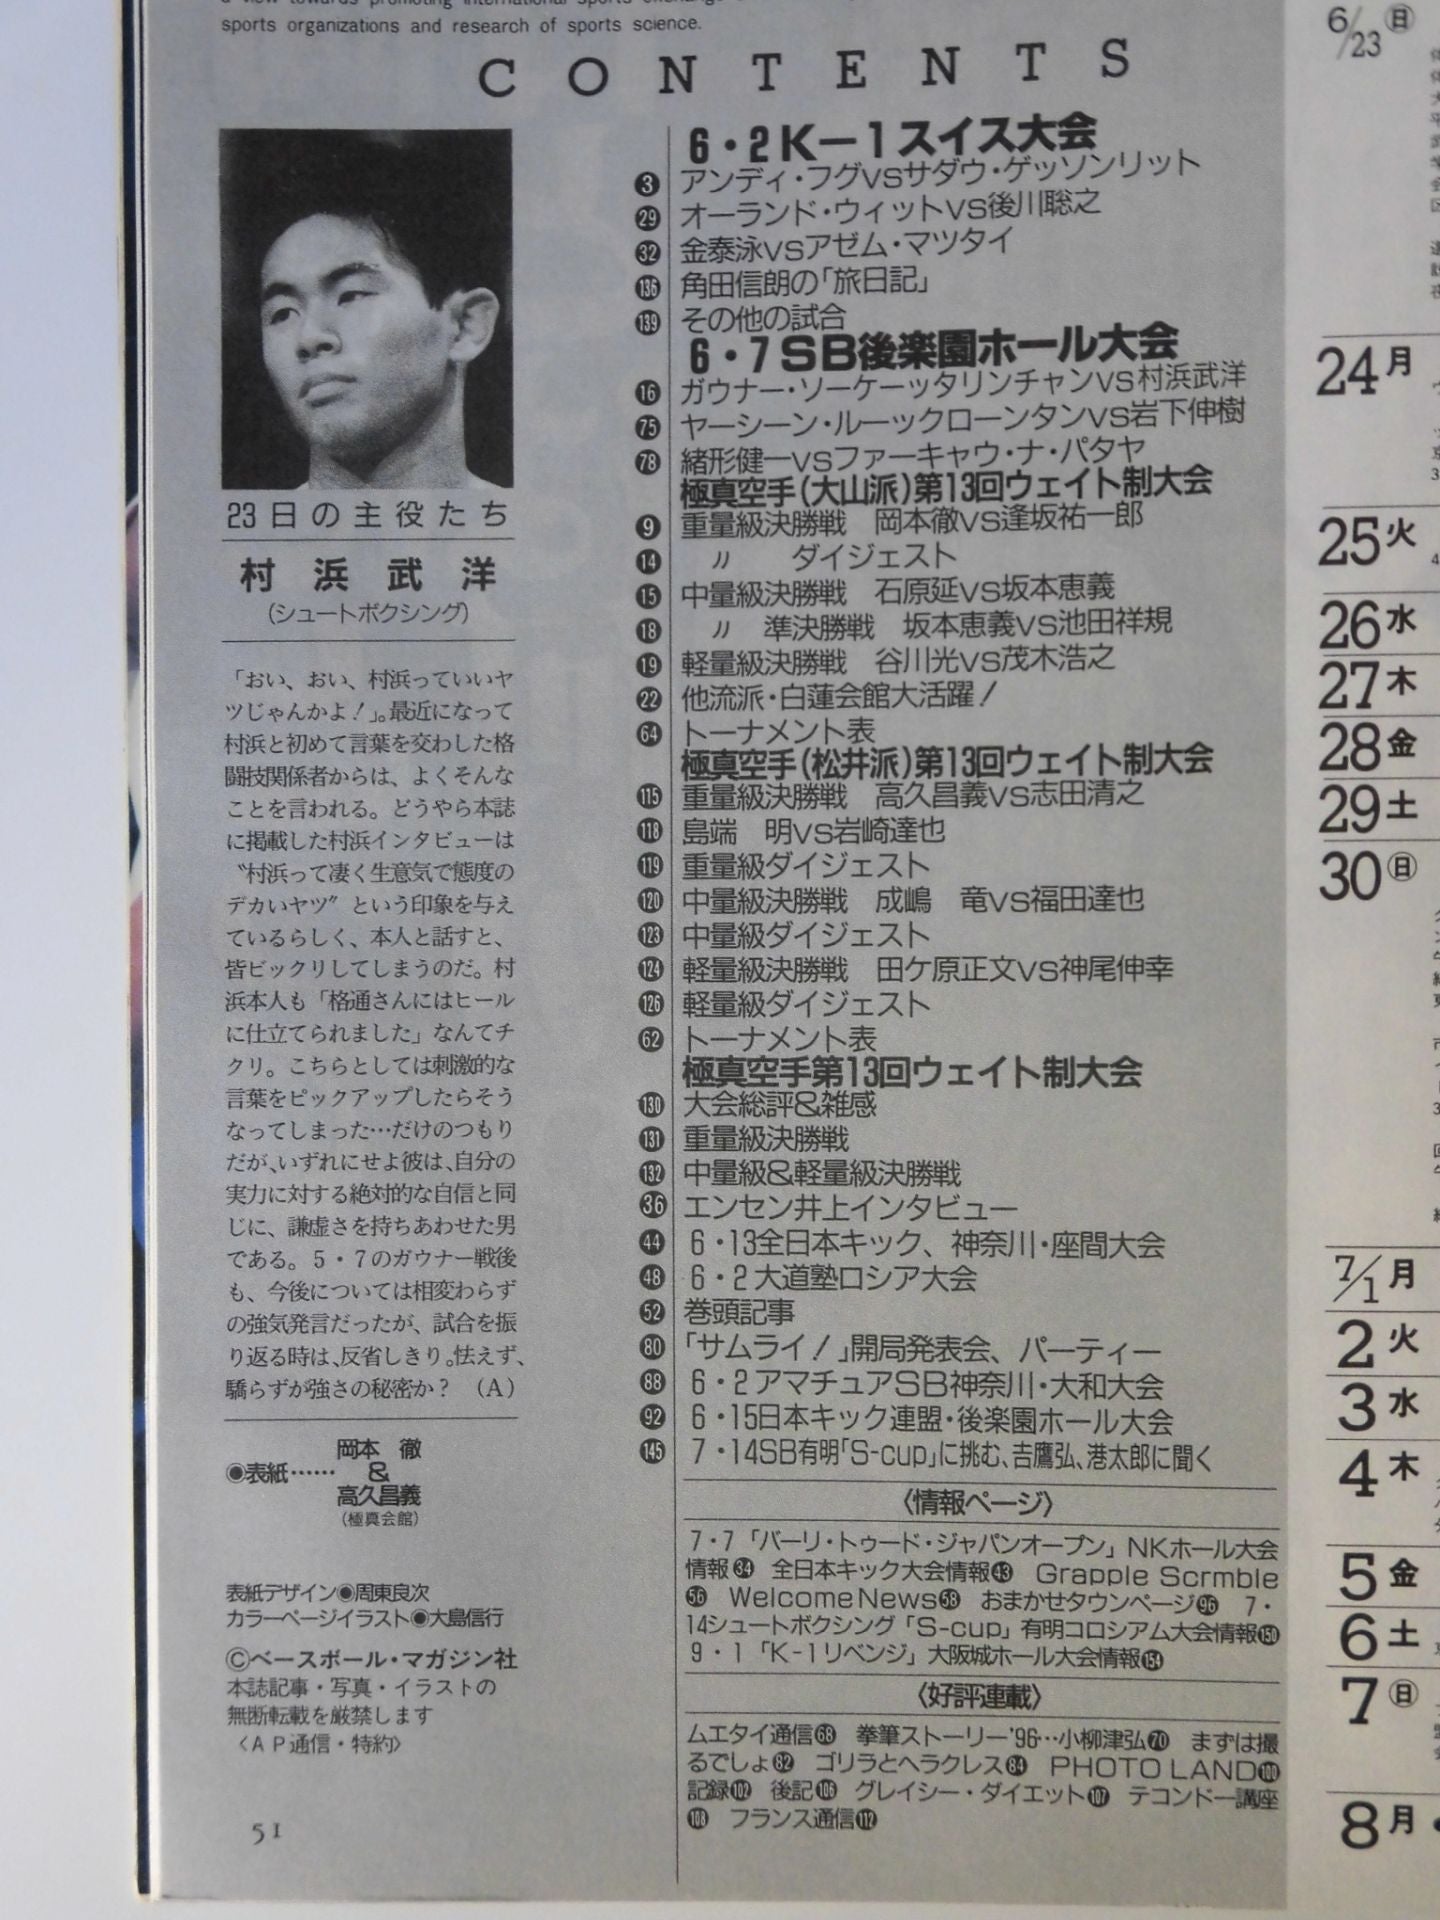 sports organizations and research of sports science.
CONTENTS
23日の主役たち
村浜武洋
(シュートボクシング)
「おい、おい、村浜っていいヤ
ツじゃんかよ!」。最近になって
村浜と初めて言葉を交わした格
闘技関係者からは、よくそんな
ことを言われる。どうやら本誌
に掲載した村浜インタビューは
〝村浜って凄く生意気で態度の
デカいヤツ〟という印象を与え
ているらしく、本人と話すと、
皆ビックリしてしまうのだ。村
浜本人も「格通さんにはヒール
に仕立てられました」なんてチ
クリ。こちらとしては刺激的な
言葉をピックアップしたらそう
なってしまった…だけのつもり
だが、いずれにせよ彼は、自分の
実力に対する絶対的な自信と同
じに、謙虚さを持ちあわせた男
である。5・7のガウナー戦後
も、今後については相変わらず
の強気発言だったが、試合を振
り返る時は、反省しきり。怯えず、
驕らずが強さの秘密か? (A)
◉表紙……岡本 徹
&
高久昌義
(極真会館)
表紙デザイン◉周東良次
カラーページイラスト◉大島信行
©ベースボール・マガジン社
本誌記事・写真・イラストの
無断転載を厳禁します
〈AP通信・特約〉
51
6・2K-1スイス大会
3 アンディ・フグVSサダウ・ゲッソンリット
29 オーランド・ウィットVS後川聡之
32 金泰泳VSアゼム・マツタイ
136 角田信朗の「旅日記」
139 その他の試合
6・7SB後楽園ホール大会
16 ガウナー・ソーケーッタリンチャンVS村浜武洋
75 ヤーシーン・ルーックローンタンVS岩下伸樹
78 緒形健一VSファーキャウ・ナ・パタヤ
極真空手(大山派)第13回ウェイト制大会
9 重量級決勝戦 岡本徹VS逢坂祐一郎
14 〃 ダイジェスト
15 中量級決勝戦 石原延VS坂本恵義
18 〃 準決勝戦 坂本恵義VS池田祥規
19 軽量級決勝戦 谷川光VS茂木浩之
22 他流派・白蓮会館大活躍!
64 トーナメント表
極真空手(松井派)第13回ウェイト制大会
115 重量級決勝戦 高久昌義VS志田清之
118 島端 明VS岩崎達也
119 重量級ダイジェスト
120 中量級決勝戦 成嶋 竜VS福田達也
123 中量級ダイジェスト
124 軽量級決勝戦 田ケ原正文VS神尾伸幸
126 軽量級ダイジェスト
62 トーナメント表
極真空手第13回ウェイト制大会
130 大会総評&雑感
131 重量級決勝戦
132 中量級&軽量級決勝戦
36 エンセン井上インタビュー
44 6・13全日本キック、神奈川・座間大会
48 6・2大道塾ロシア大会
52 巻頭記事
80 「サムライ!」開局発表会、パーティー
88 6・2アマチュアSB神奈川・大和大会
92 6・15日本キック連盟・後楽園ホール大会
145 7・14SB有明「S-cup」に挑む、吉鷹弘、港太郎に聞く
〈情報ページ〉
7・7「バーリ・トゥード・ジャパンオープン」NKホール大会
情報34 全日本キック大会情報43 Grapple Scrmble
56 Welcome News58 おまかせタウンページ96 7・
14シュートボクシング「S-cup」有明コロシアム大会情報150
9・1「K-1リベンジ」大阪城ホール大会情報154
〈好評連載〉
ムエタイ通信68 拳筆ストーリー'96…小柳津弘70 まずは撮
るでしょ82 ゴリラとヘラクレス84 PHOTO LAND100
記録102 後記106 グレイシー・ダイエット107 テコンドー講座
108 フランス通信112
6/23 日
24 月
25 火
26 水
27 木
28 金
29 土
30 日
7/1 月
2 火
3 水
4 木
5 金
6 土
7 日
8 月